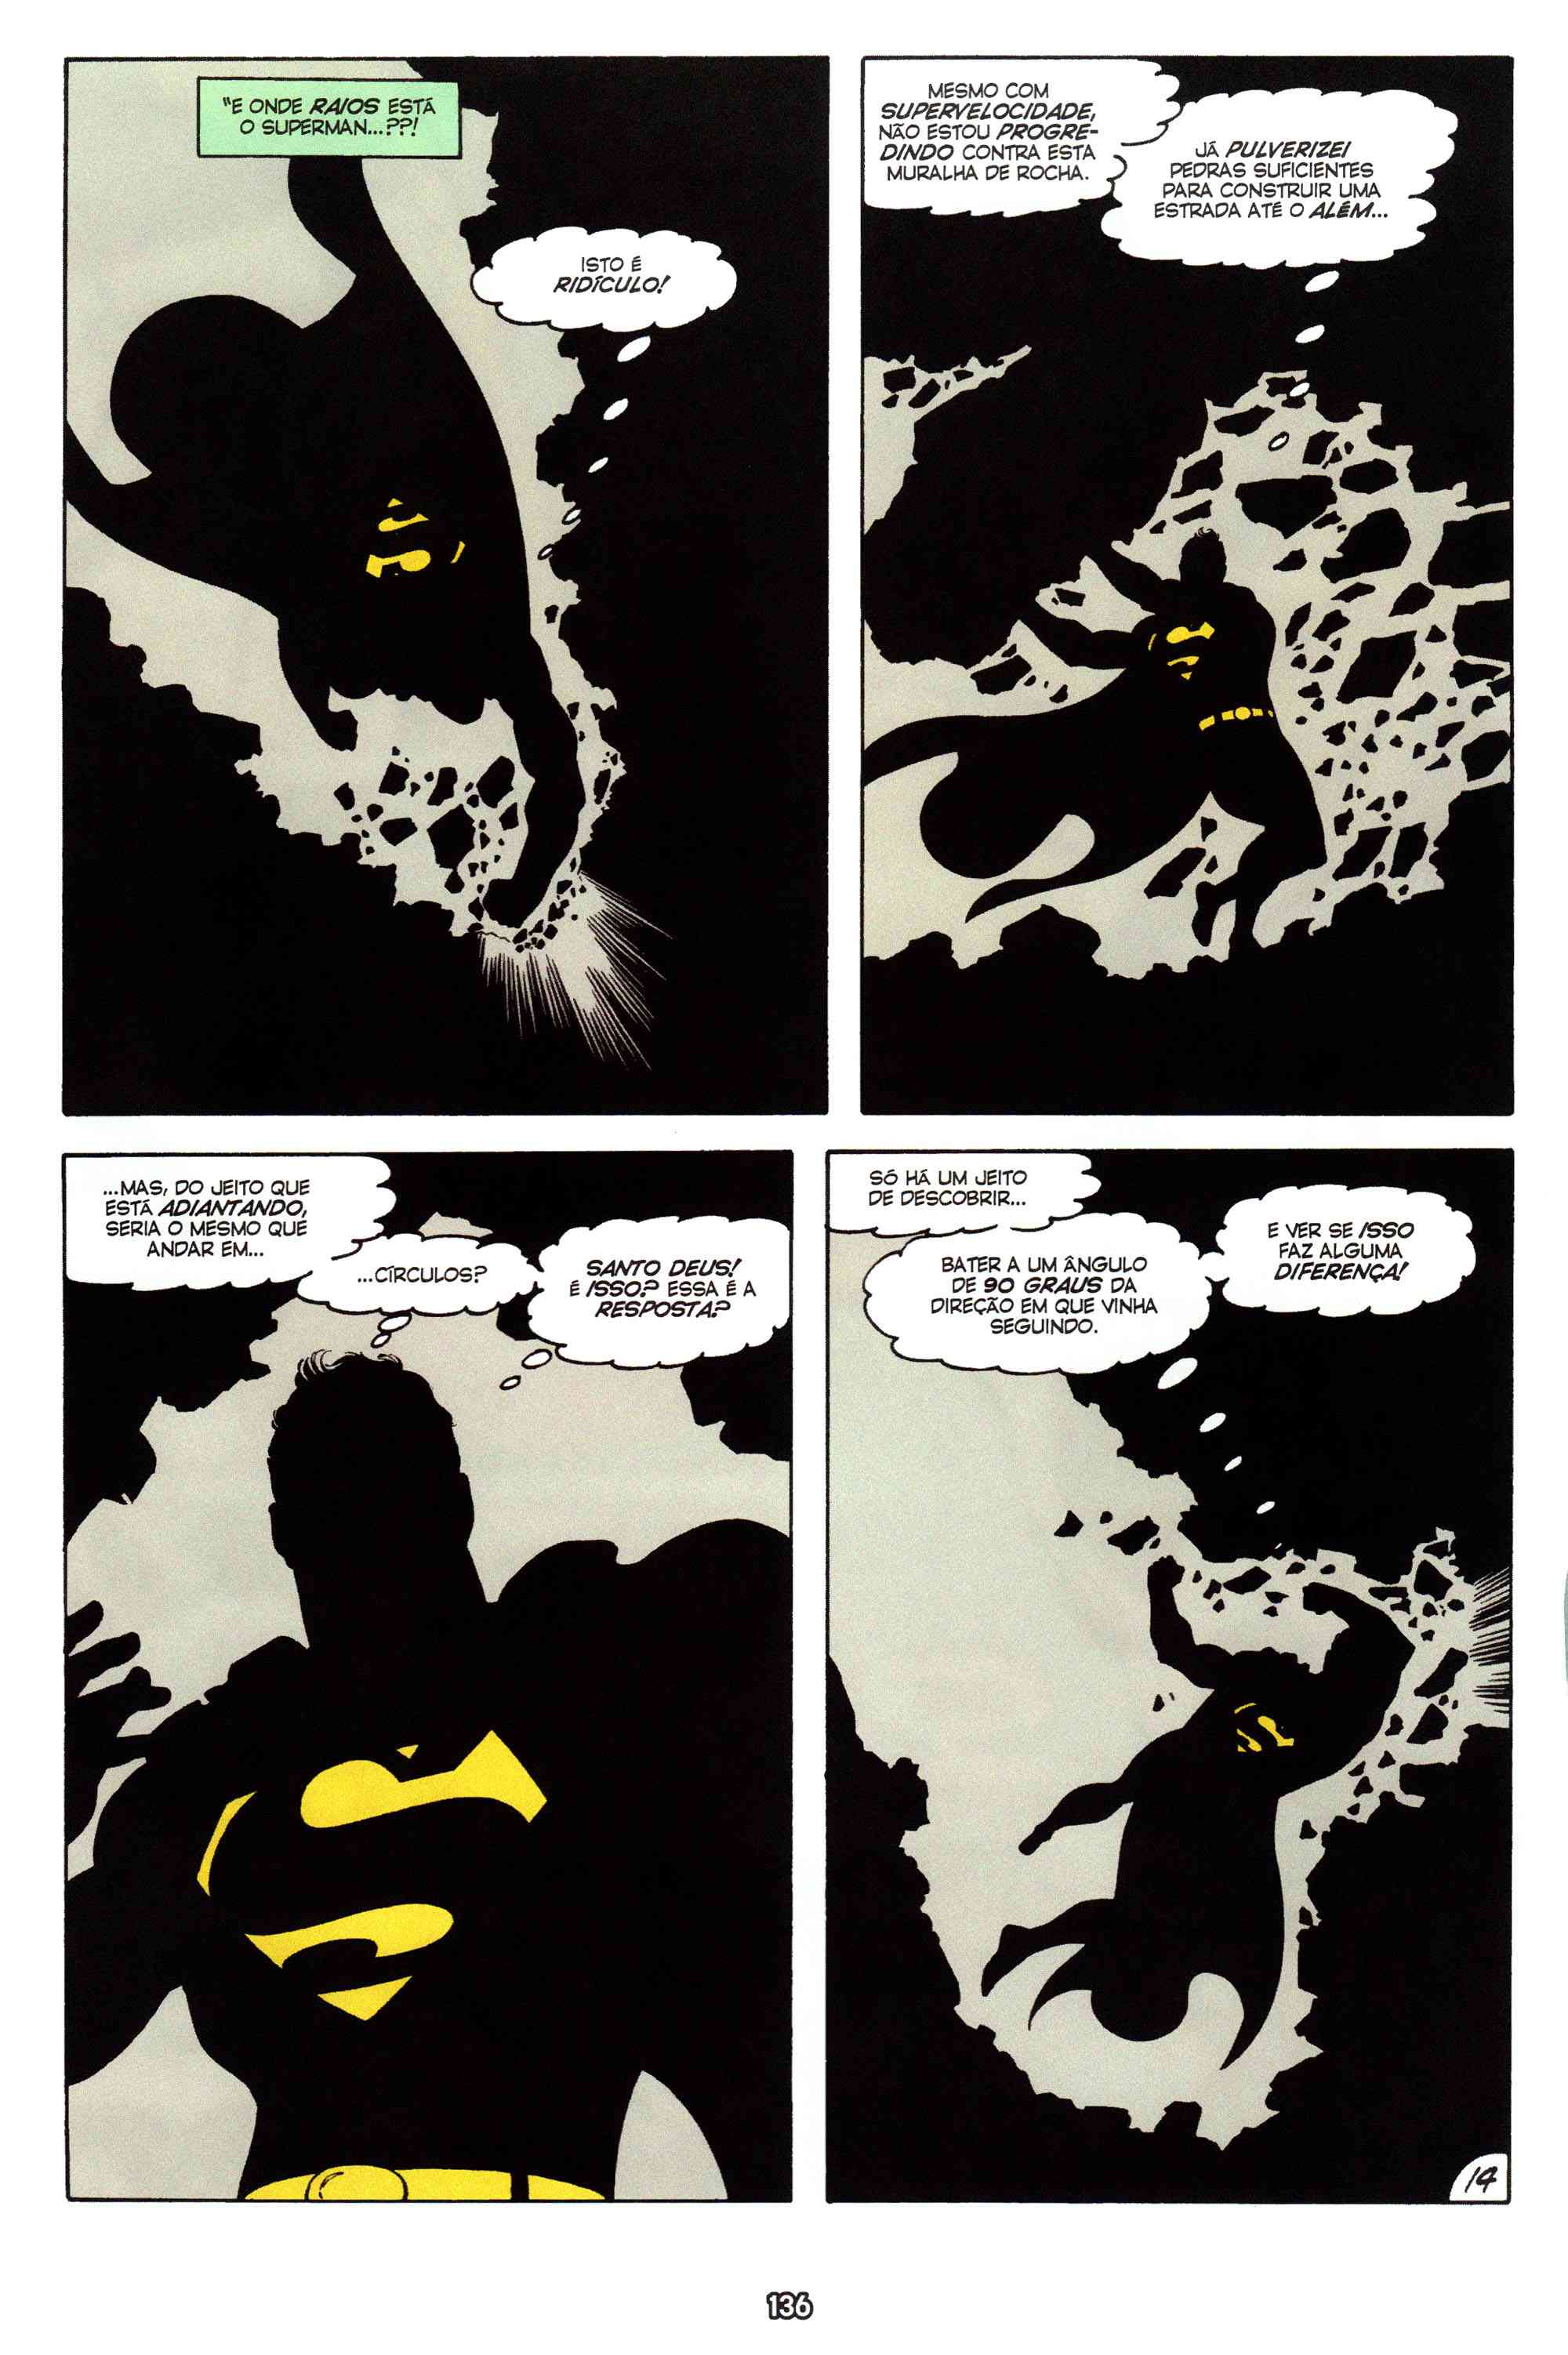 "E ONDE RAIOS ESTÁ
O SUPERMAN...??!
ISTO É
RIDÍCULO!
MESMO COM
SUPERVELOCIDADE,
NÃO ESTOU PROGRE-
DINDO CONTRA ESTA
MURALHA DE ROCHA.
JÁ PULVERIZEI
PEDRAS SUFICIENTES
PARA CONSTRUIR UMA
ESTRADA ATÉ O ALÉM...
...MAS, DO JEITO QUE
ESTÁ ADIANTANDO,
SERIA O MESMO QUE
ANDAR EM...
...CÍRCULOS?
SANTO DEUS!
É ISSO? ESSA É A
RESPOSTA?
SÓ HÁ UM JEITO
DE DESCOBRIR...
BATER A UM ÂNGULO
DE 90 GRAUS DA
DIREÇÃO EM QUE VINHA
SEGUINDO.
E VER SE ISSO
FAZ ALGUMA
DIFERENÇA!
14
136